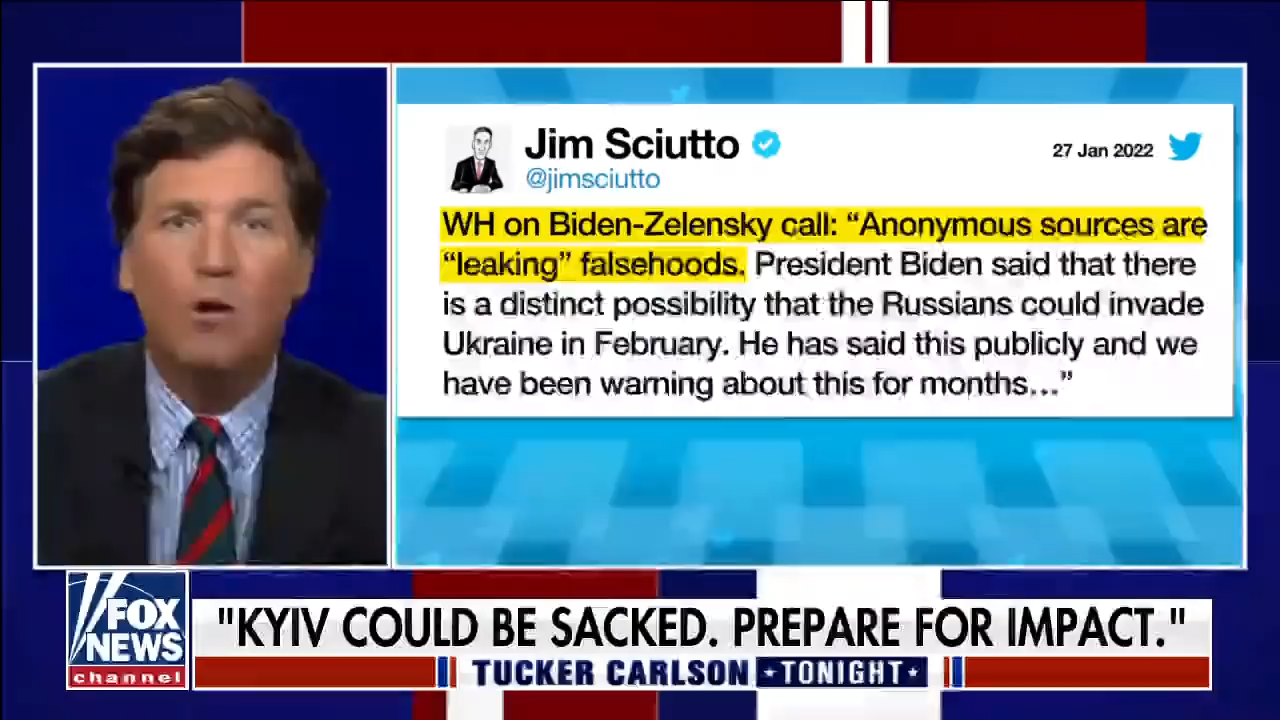 Jim Sciutto
27 Jan 2022
@jimsciutto
WH on Biden-Zelensky call: “Anonymous sources are
“leaking” falsehoods. President Biden said that there
is a distinct possibility that the Russians could invade
Ukraine in February. He has said this publicly and we
have been warning about this for months...”
FOX
NEWS
channel
"KYIV COULD BE SACKED. PREPARE FOR IMPACT."
TUCKER CARLSON TONIGHT